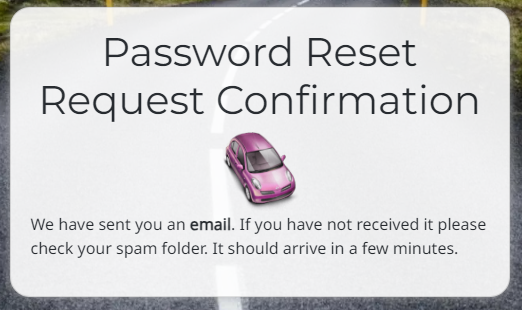 Password Reset
Request Confirmation
We have sent you an email. If you have not received it please
check your spam folder. It should arrive in a few minutes.